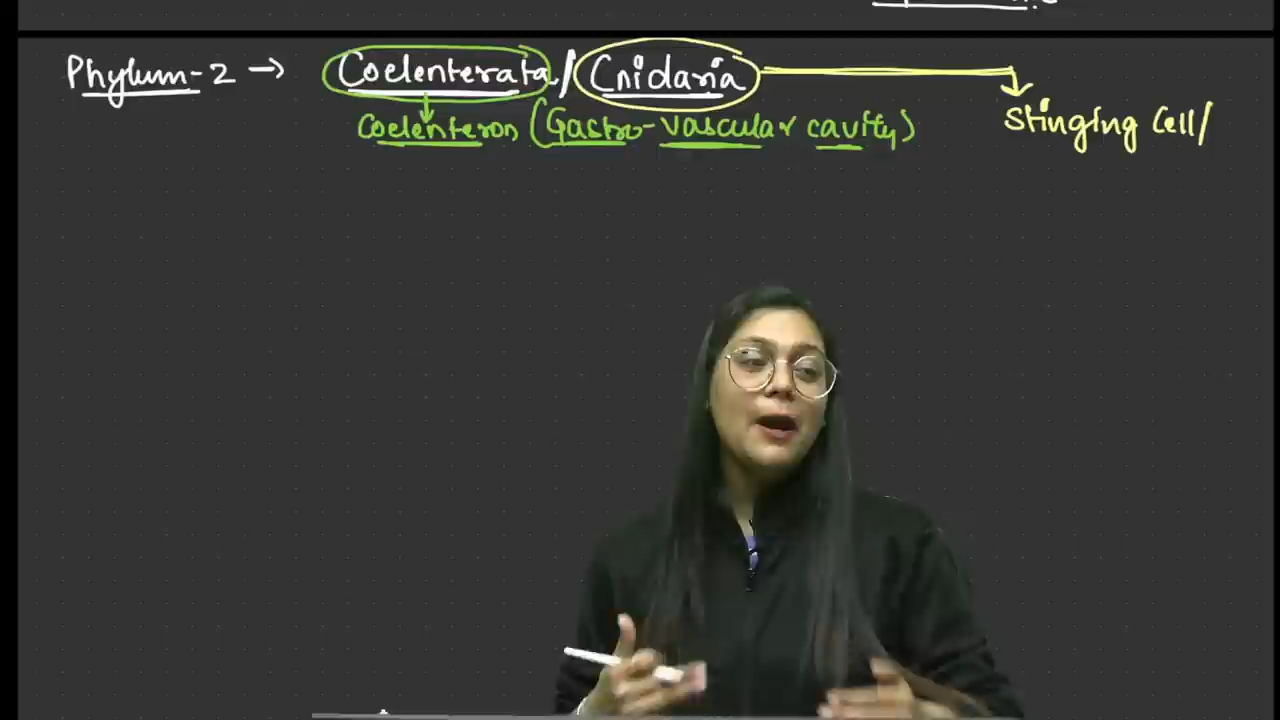 Phylum-2 → Coelenterata / Cnidaria
Coelenteron (Gastro-vascular cavity) Stinging Cell/